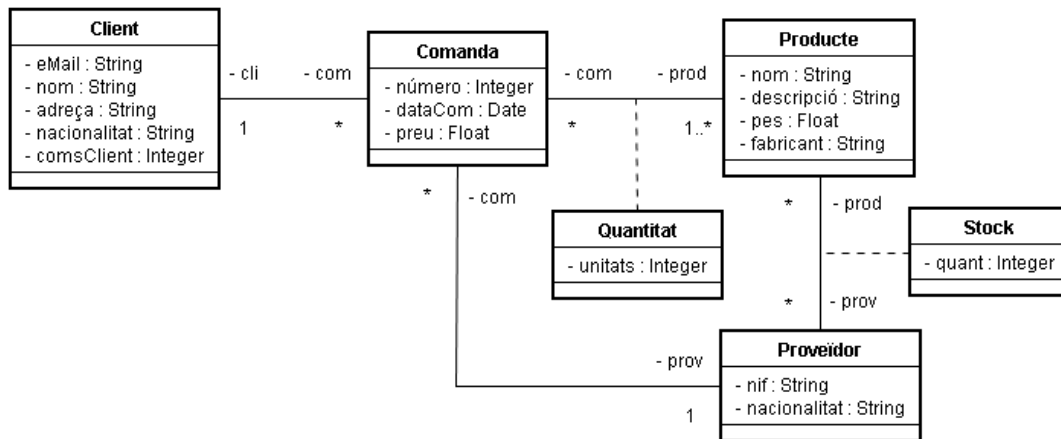 Client
- eMail : String
- nom : String
- adreça : String
- nacionalitat : String
- comsClient : Integer
- cli
- com
1
*
Comanda
- número : Integer
- dataCom : Date
- preu : Float
- com
- prod
*
1..*
Producte
- nom : String
- descripció : String
- pes : Float
- fabricant : String
*
- com
Quantitat
- unitats : Integer
*
- prod
Stock
- quant : Integer
*
- prov
- prov
1
Proveïdor
- nif : String
- nacionalitat : String